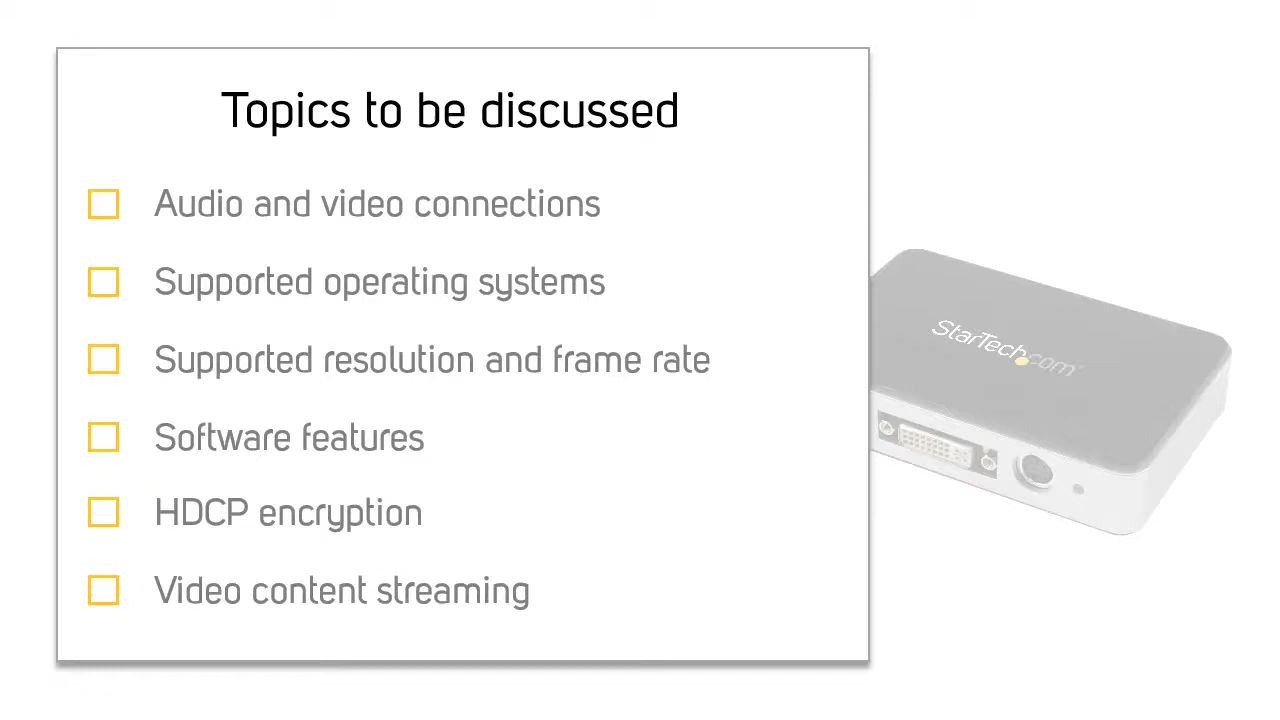 Topics to be discussed
Audio and video connections
Supported operating systems
Supported resolution and frame rate
Software features
HDCP encryption
Video content streaming
StarTech.com